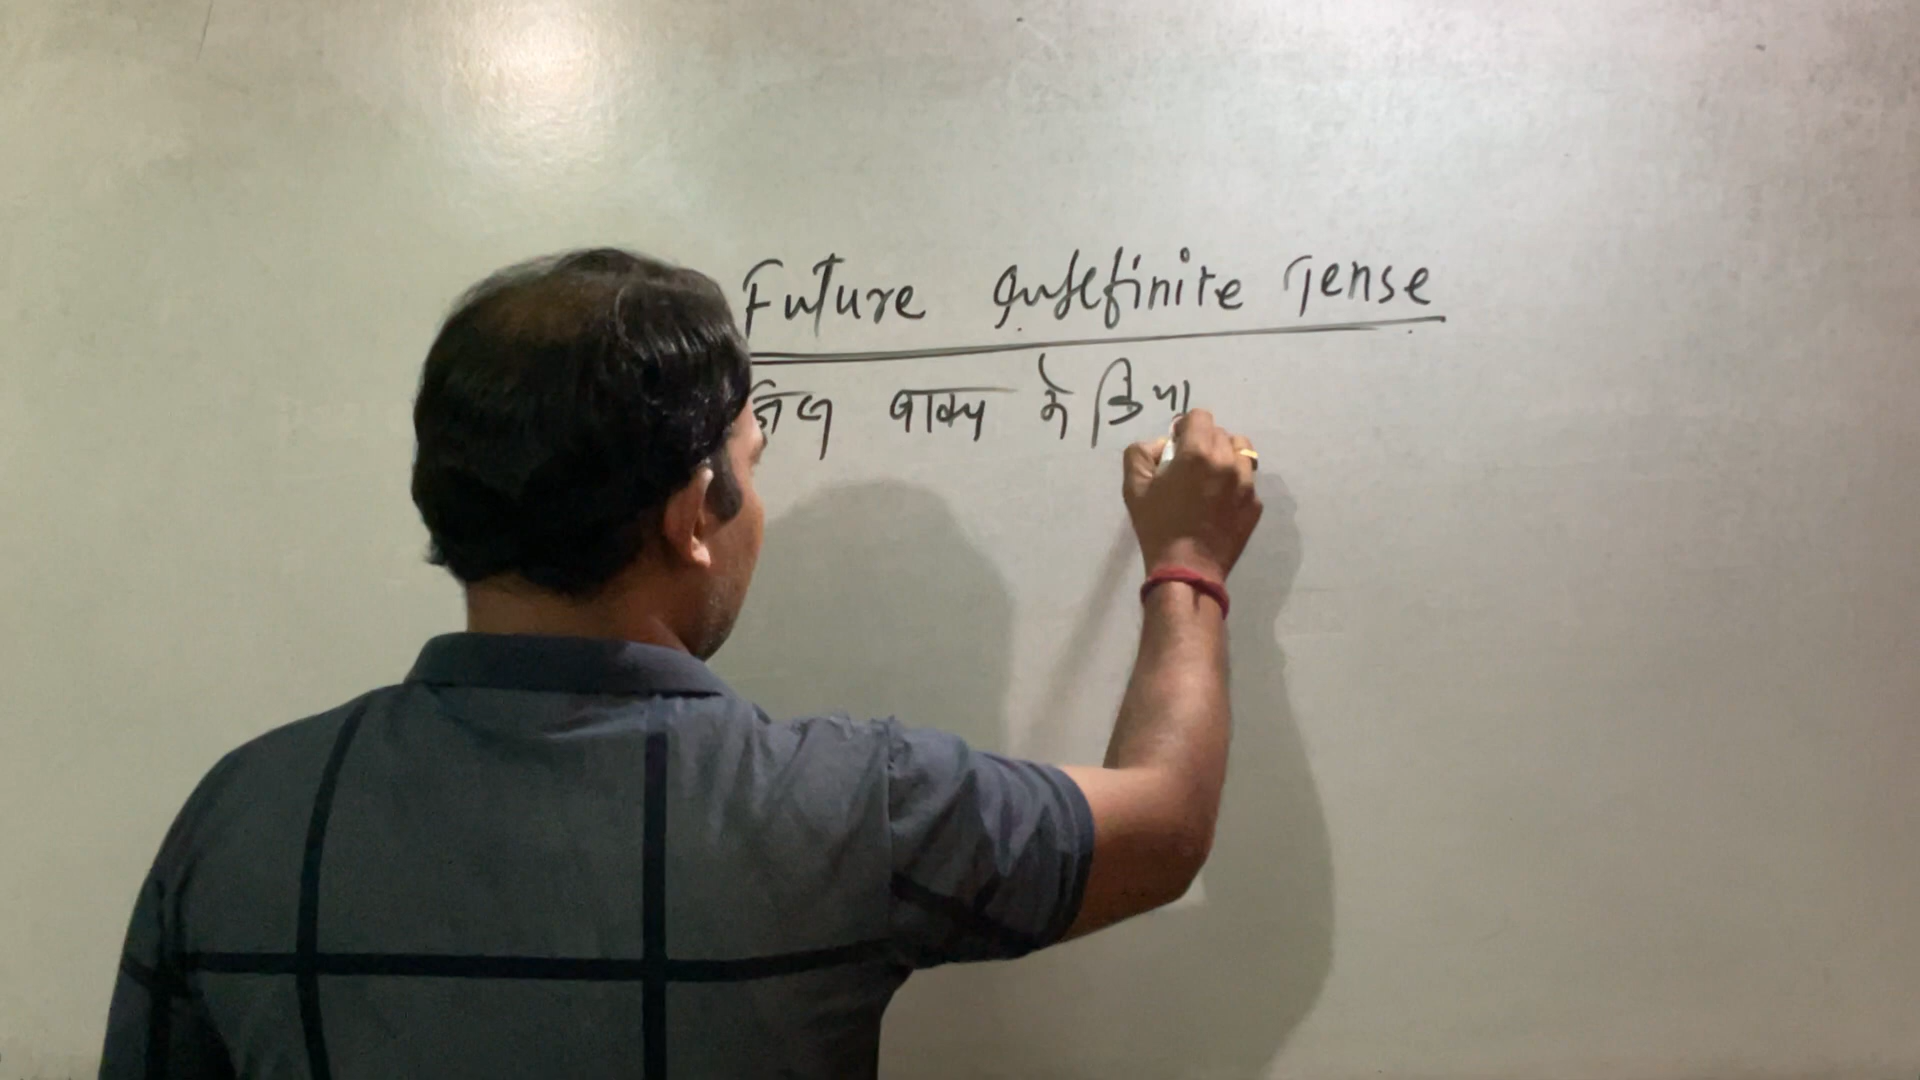 Future Indefinite Tense
जिस वाक्य में क्रिया